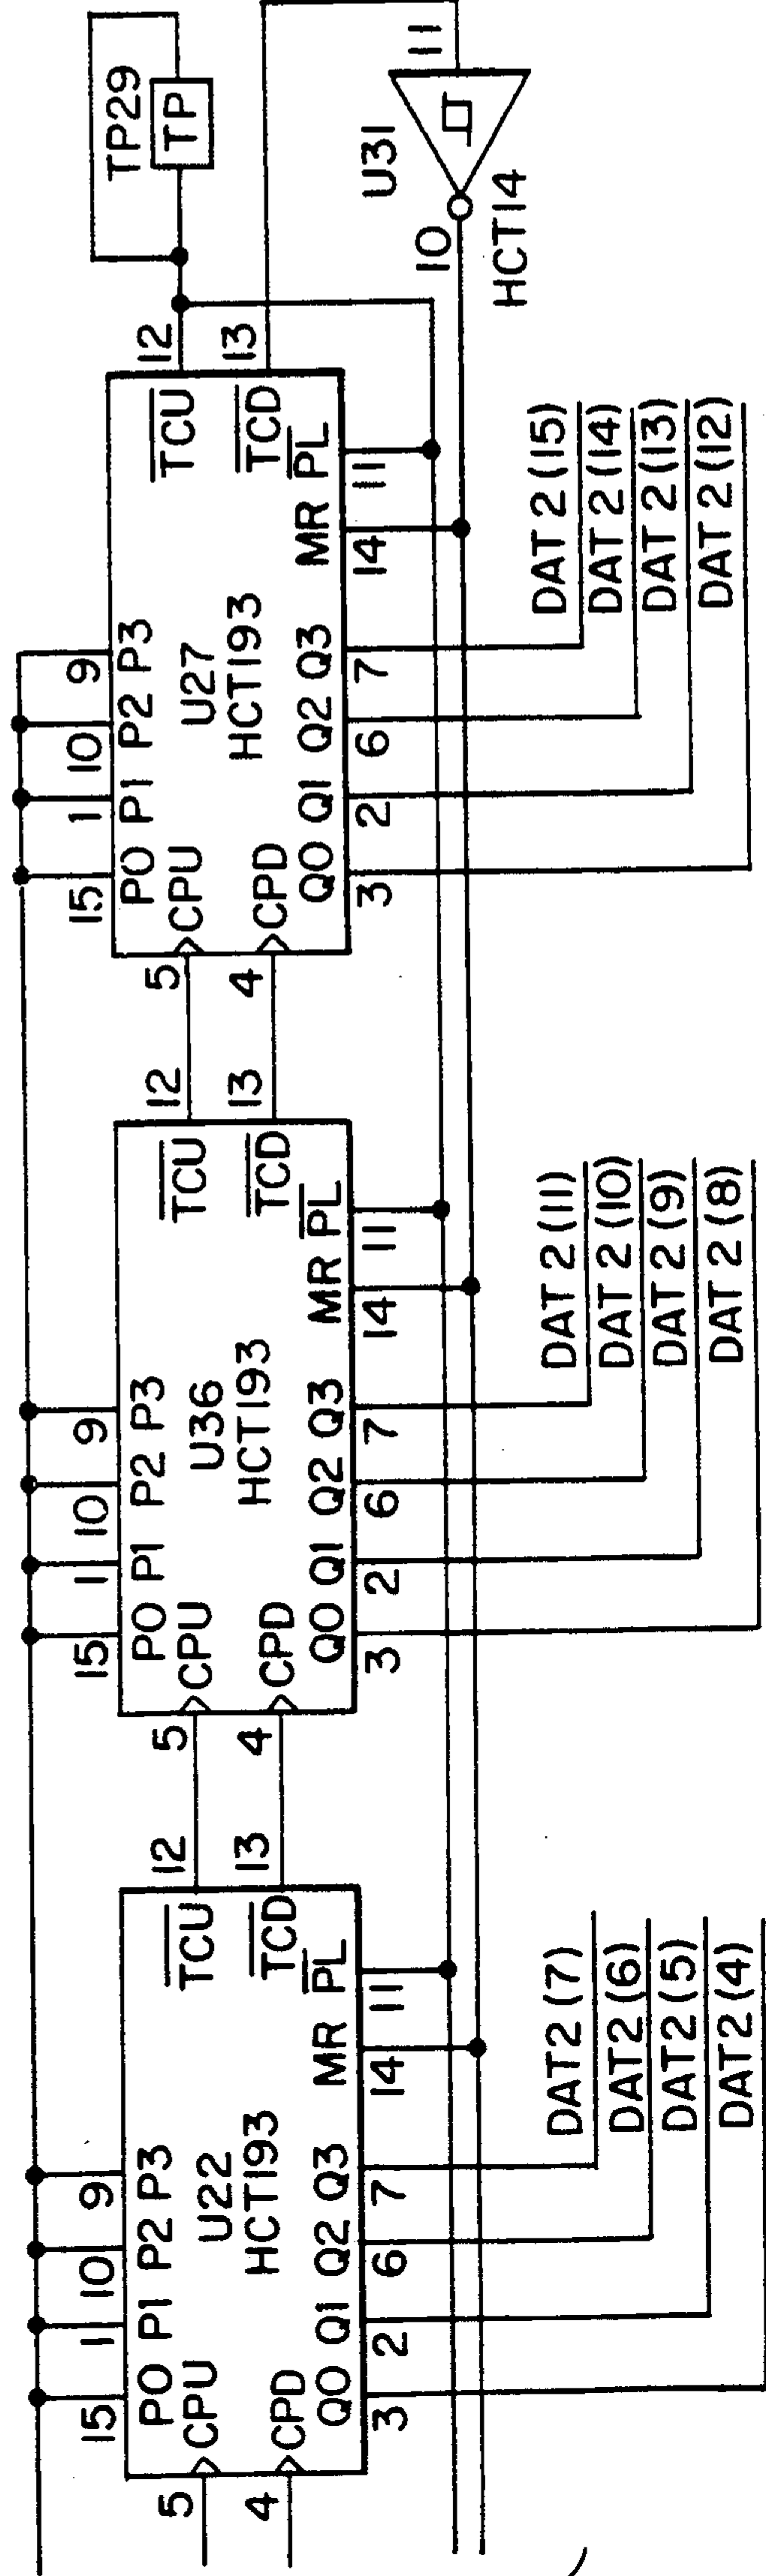 15 1 10 9
P0 P1 P2 P3
5 CPU U22 TCU 12
HCT193
4 CPD TCD 13
Q0 Q1 Q2 Q3 MR PL
3 2 6 7 14 11
DAT2(7)
DAT2(6)
DAT2(5)
DAT2(4)
15 1 10 9
P0 P1 P2 P3
5 CPU U36 TCU 12
HCT193
4 CPD TCD 13
Q0 Q1 Q2 Q3 MR PL
3 2 6 7 14 11
DAT 2(11)
DAT 2(10)
DAT 2(9)
DAT 2(8)
15 1 10 9
P0 P1 P2 P3
5 CPU U27 TCU 12
HCT193
4 CPD TCD 13
Q0 Q1 Q2 Q3 MR PL
3 2 6 7 14 11
DAT 2(15)
DAT 2(14)
DAT 2(13)
DAT 2(12)
TP29
TP
U31
10 11
HCT14